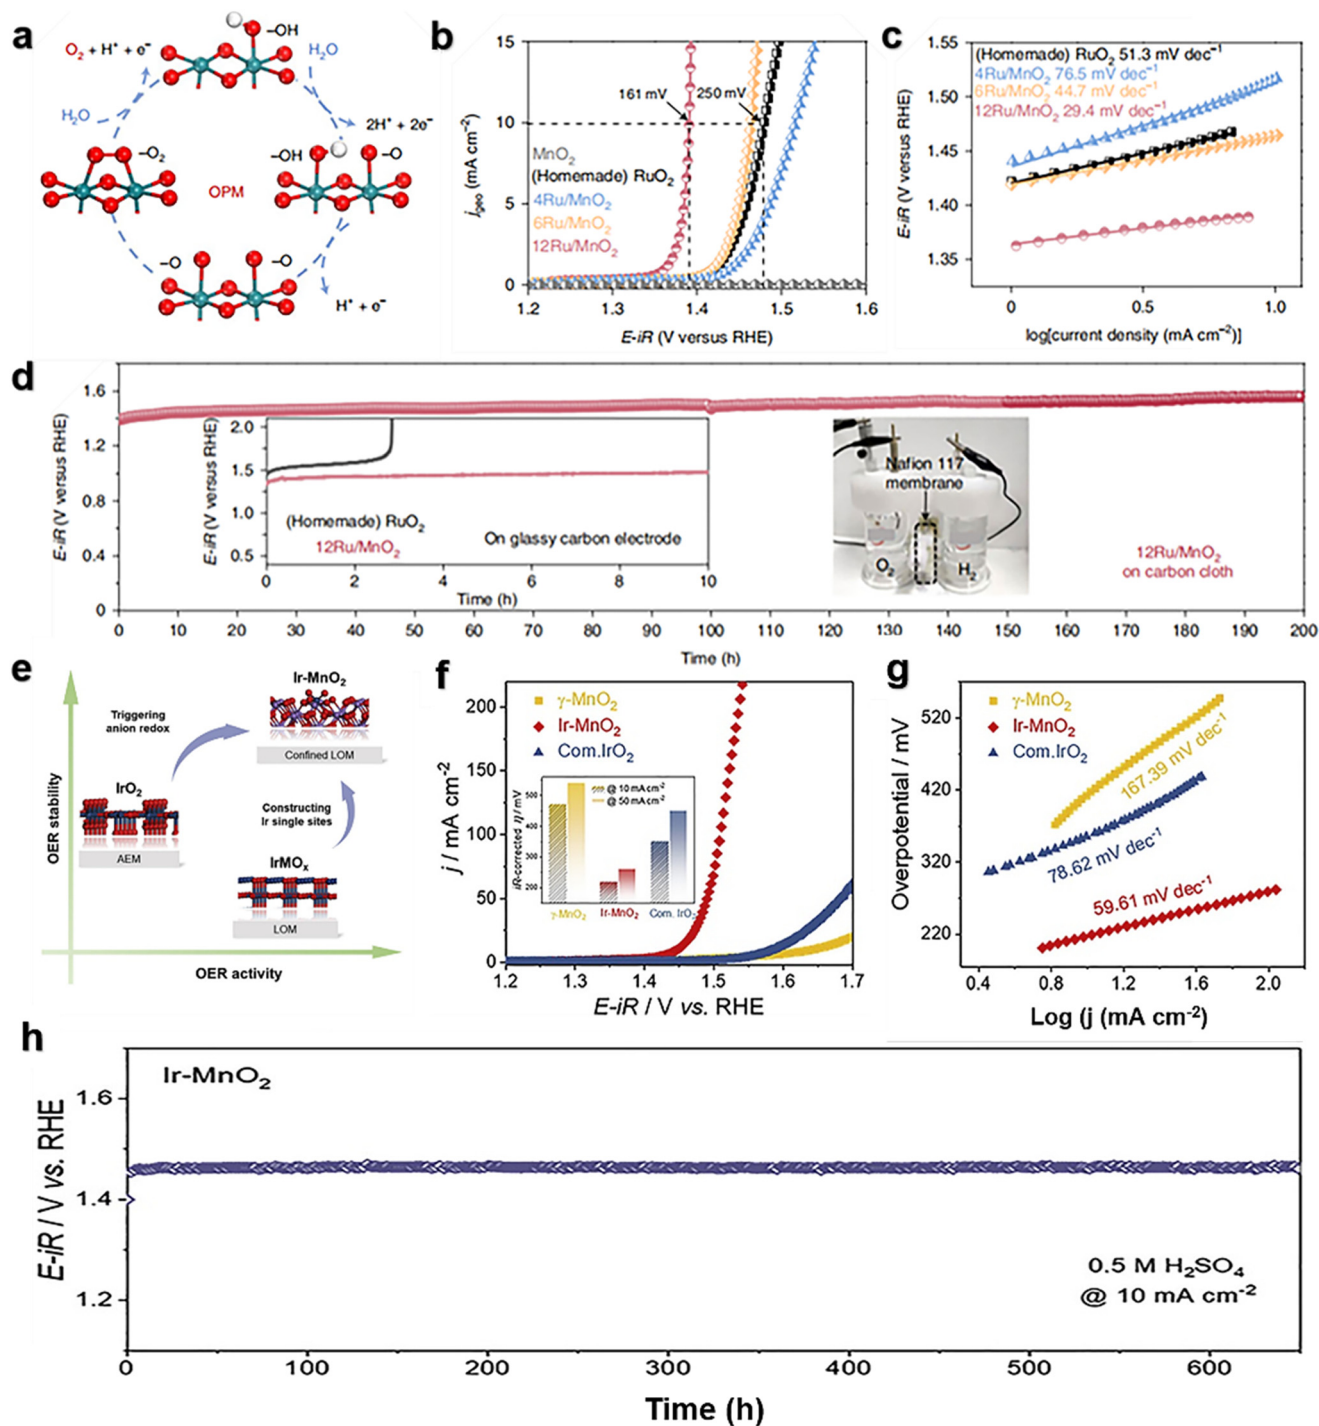 a
O₂ + H⁺ + e⁻
–OH
H₂O
H₂O
2H⁺ + 2e⁻
–O₂
OPM
–OH
–O
–O
–O
H⁺ + e⁻
b
15
10
5
0
j_geo (mA cm⁻²)
161 mV
250 mV
MnO₂
(Homemade) RuO₂
4Ru/MnO₂
6Ru/MnO₂
12Ru/MnO₂
1.2 1.3 1.4 1.5 1.6
E-iR (V versus RHE)
c
1.55
1.50
1.45
1.40
1.35
E-iR (V versus RHE)
(Homemade) RuO₂ 51.3 mV dec⁻¹
4Ru/MnO₂ 76.5 mV dec⁻¹
6Ru/MnO₂ 44.7 mV dec⁻¹
12Ru/MnO₂ 29.4 mV dec⁻¹
0 0.5 1.0
log[current density (mA cm⁻²)]
d
1.6
1.2
0.8
0.4
0
E-iR (V versus RHE)
2.0
1.5
1.0
0.5
E-iR (V versus RHE)
(Homemade) RuO₂
12Ru/MnO₂
On glassy carbon electrode
0 2 4 6 8 10
Time (h)
Nafion 117
membrane
O₂
H₂
12Ru/MnO₂
on carbon cloth
0 10 20 30 40 50 60 70 80 90 100 110 120 130 140 150 160 170 180 190 200
Time (h)
e
OER stability
Triggering
anion redox
Ir-MnO₂
Confined LOM
IrO₂
AEM
Constructing
Ir single sites
IrMOₓ
LOM
OER activity
f
200
150
100
50
0
j / mA cm⁻²
γ-MnO₂
Ir-MnO₂
Com.IrO₂
500
400
300
200
iR-corrected η / mV
@ 10 mA cm⁻²
@ 50 mA cm⁻²
γ-MnO₂ Ir-MnO₂ Com. IrO₂
1.2 1.3 1.4 1.5 1.6 1.7
E-iR / V vs. RHE
g
520
420
320
220
Overpotential / mV
γ-MnO₂
Ir-MnO₂
Com.IrO₂
167.39 mV dec⁻¹
78.62 mV dec⁻¹
59.61 mV dec⁻¹
0.4 0.8 1.2 1.6 2.0
Log (j (mA cm⁻²)
h
Ir-MnO₂
1.6
1.4
1.2
E-iR / V vs. RHE
0.5 M H₂SO₄
@ 10 mA cm⁻²
0 100 200 300 400 500 600
Time (h)